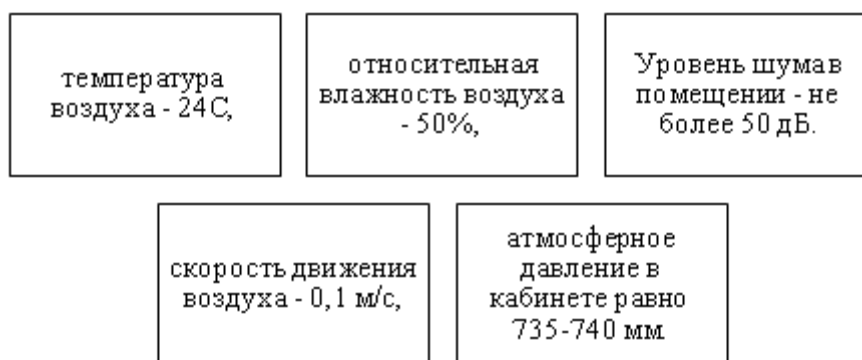 температура
воздуха - 24С,
относительная
влажность воздуха
- 50%,
Уровень шума в
помещении - не
более 50 дБ.
скорость движения
воздуха - 0,1 м/с,
атмосферное
давление в
кабинете равно
735-740 мм